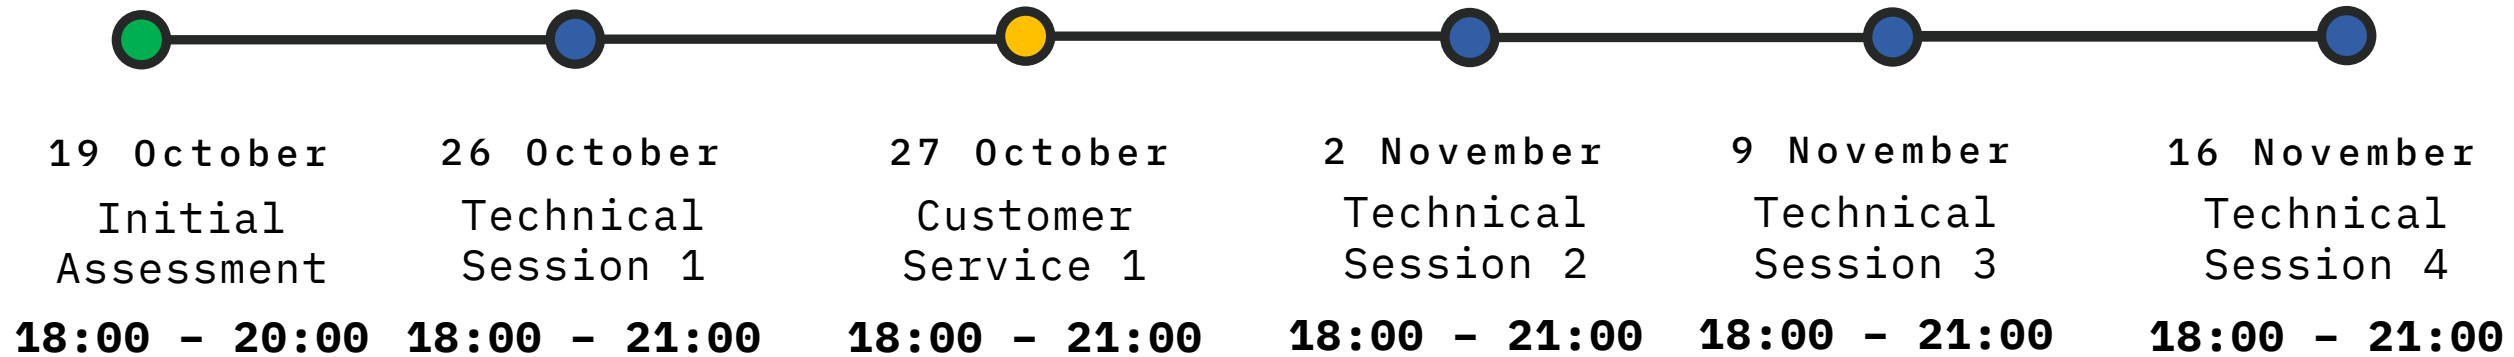 19 October
Initial
Assessment
18:00 – 20:00
26 October
Technical
Session 1
18:00 – 21:00
27 October
Customer
Service 1
18:00 – 21:00
2 November
Technical
Session 2
18:00 – 21:00
9 November
Technical
Session 3
18:00 – 21:00
16 November
Technical
Session 4
18:00 – 21:00